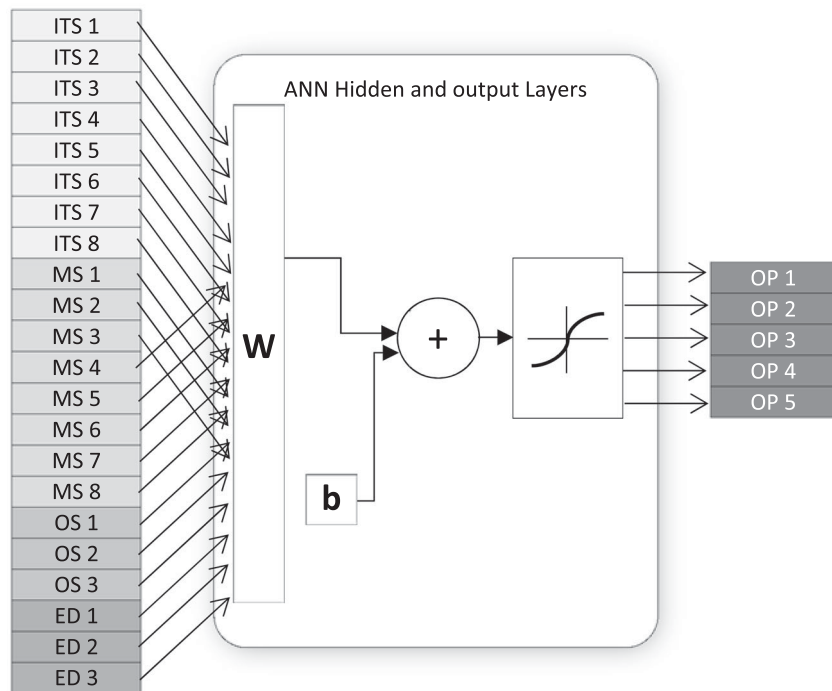 ITS 1
ITS 2
ITS 3
ITS 4
ITS 5
ITS 6
ITS 7
ITS 8
MS 1
MS 2
MS 3
MS 4
MS 5
MS 6
MS 7
MS 8
OS 1
OS 2
OS 3
ED 1
ED 2
ED 3
ANN Hidden and output Layers
W
+
b
OP 1
OP 2
OP 3
OP 4
OP 5